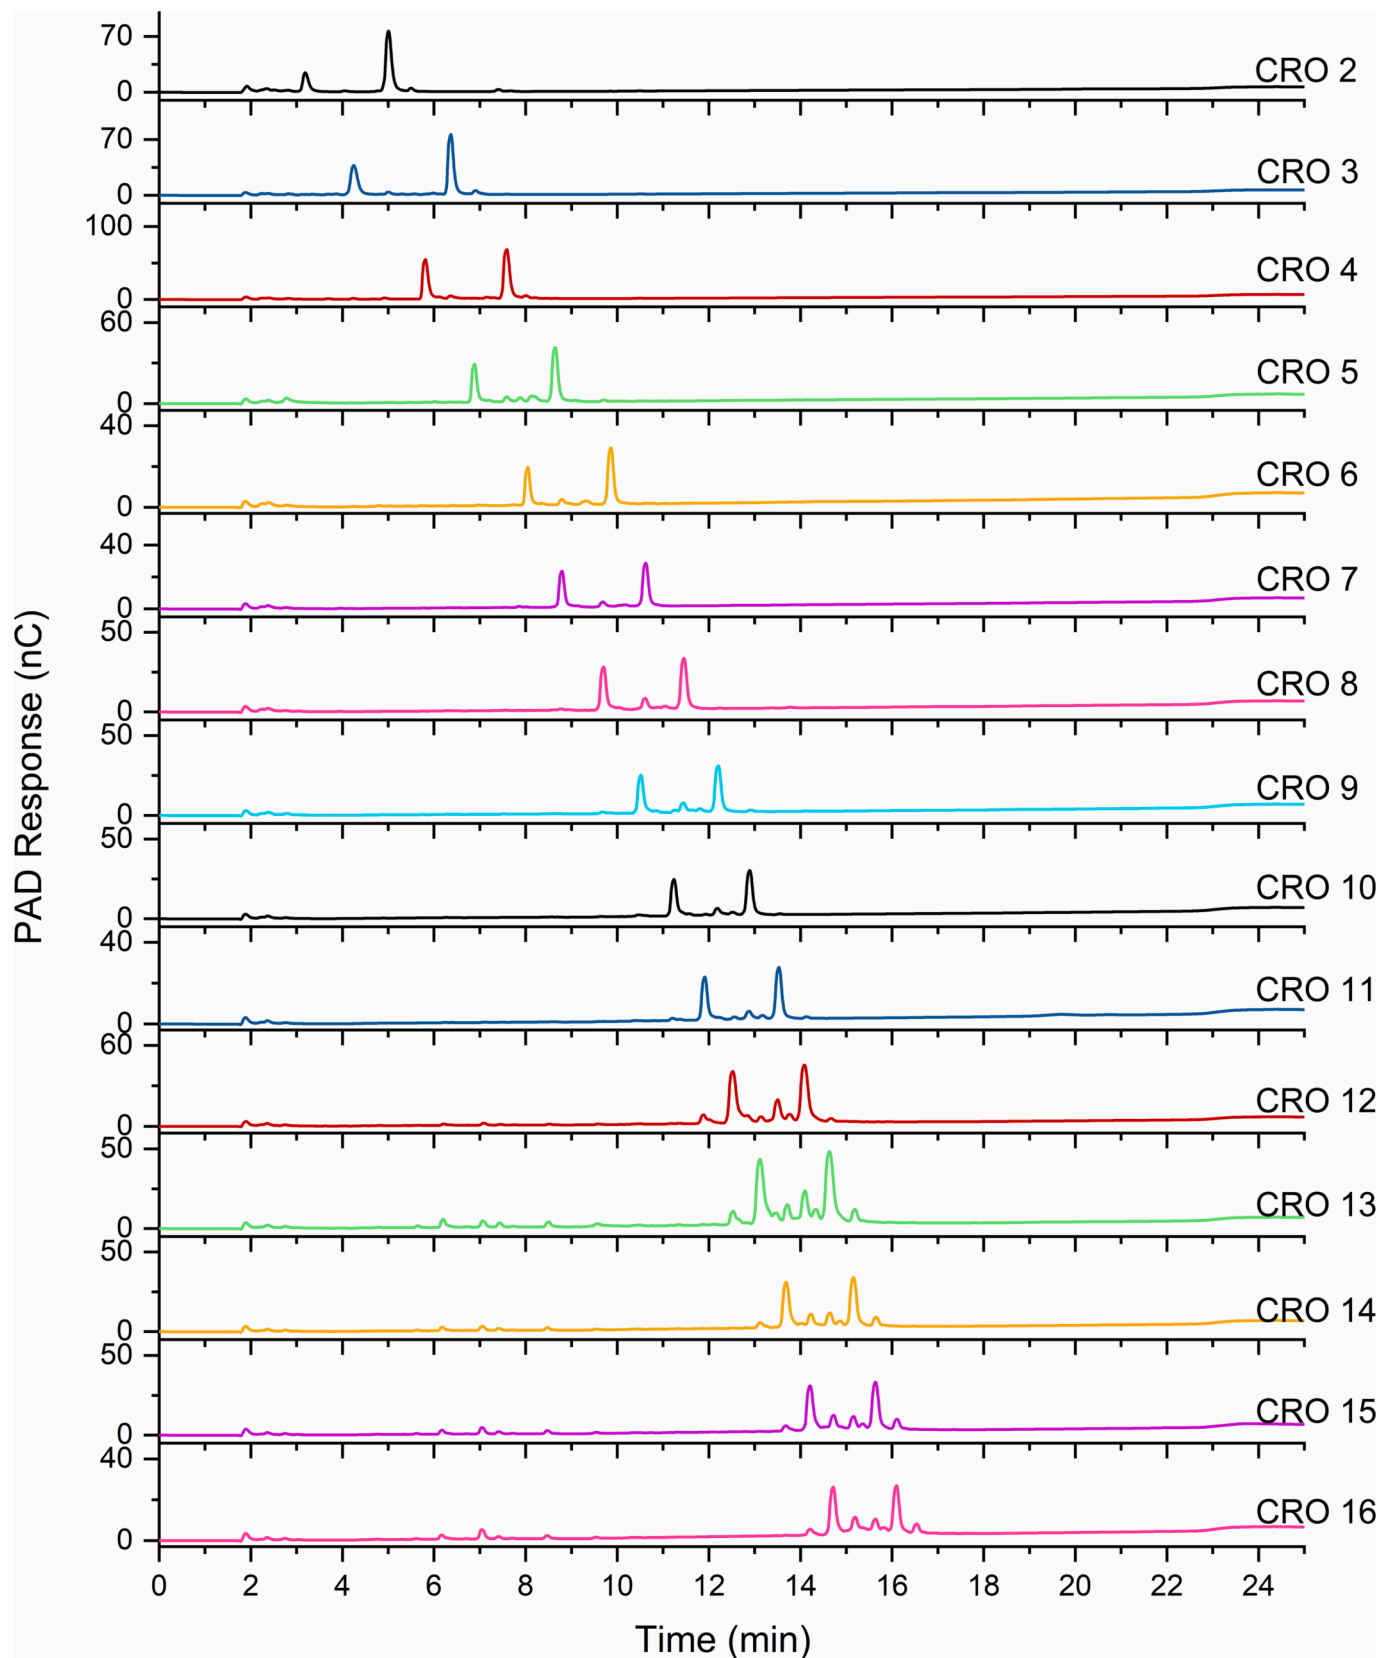 70
0
CRO 2
70
0
CRO 3
100
0
CRO 4
60
0
CRO 5
40
0
CRO 6
40
0
CRO 7
50
0
CRO 8
50
0
CRO 9
50
0
CRO 10
40
0
CRO 11
60
0
CRO 12
50
0
CRO 13
50
0
CRO 14
50
0
CRO 15
40
0
CRO 16
PAD Response (nC)
0 2 4 6 8 10 12 14 16 18 20 22 24
Time (min)